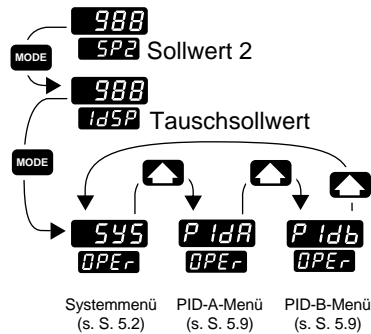 988
SP2 Sollwert 2
MODE
988
IdSP Tauschsollwert
MODE
SYS PIdA PIdb
OPEr OPEr OPEr
Systemmenü PID-A-Menü PID-B-Menü
(s. S. 5.2) (s. S. 5.9) (s. S. 5.9)